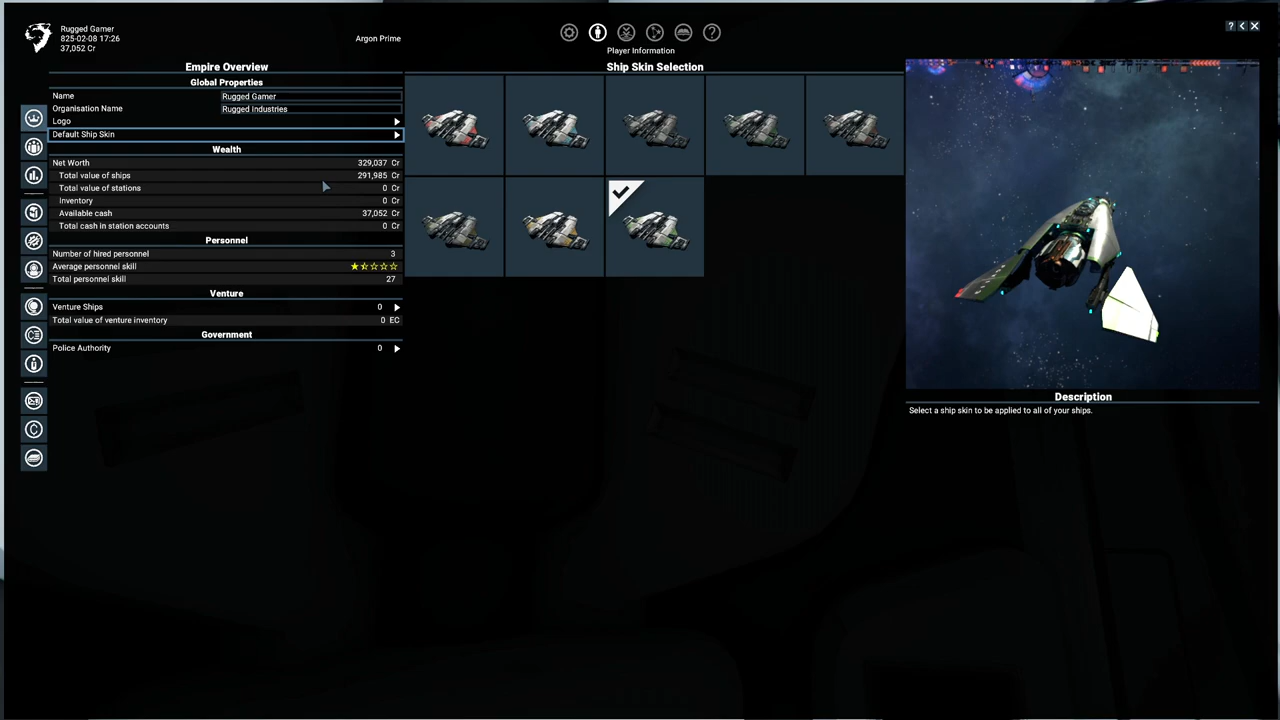 Rugged Gamer
825-02-08 17:26
37,052 Cr
Argon Prime
Player Information
Empire Overview
Global Properties
Name Rugged Gamer
Organisation Name Rugged Industries
Logo
Default Ship Skin
Wealth
Net Worth 329,037 Cr
Total value of ships 291,985 Cr
Total value of stations 0 Cr
Inventory 0 Cr
Available cash 37,052 Cr
Total cash in station accounts 0 Cr
Personnel
Number of hired personnel 3
Average personnel skill
Total personnel skill 27
Venture
Venture Ships 0
Total value of venture inventory 0 EC
Government
Police Authority 0
Ship Skin Selection
Description
Select a ship skin to be applied to all of your ships.